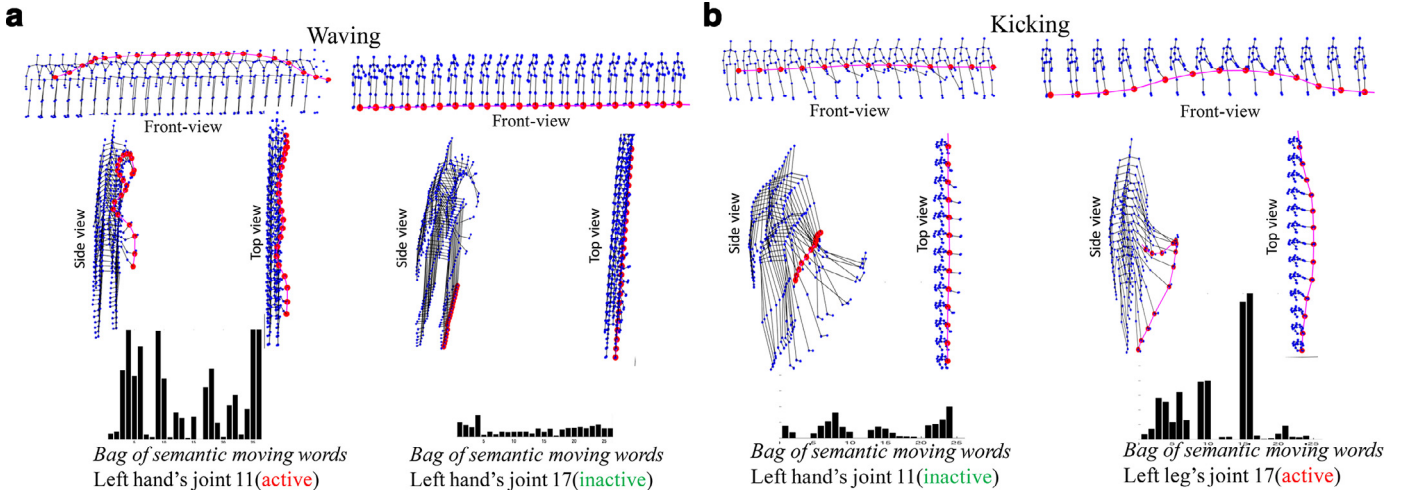 a
Waving
Front-view
Front-view
Side view
Top view
Side view
Top view
Bag of semantic moving words
Left hand's joint 11(active)
Bag of semantic moving words
Left hand's joint 17(inactive)
b
Kicking
Front-view
Front-view
Side view
Top view
Side view
Top view
Bag of semantic moving words
Left hand's joint 11(inactive)
Bag of semantic moving words
Left leg's joint 17(active)